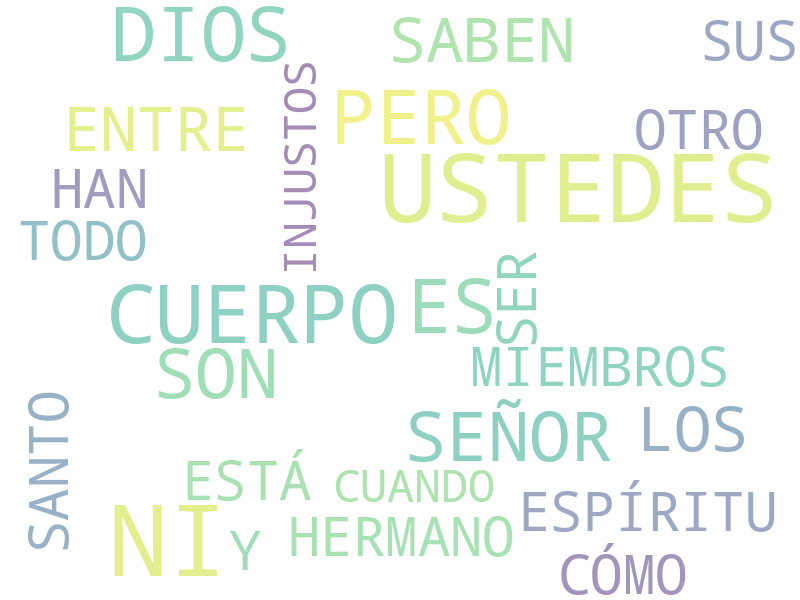 DIOS
SABEN
SUS
ENTRE
INJUSTOS
PERO
OTRO
HAN
USTEDES
TODO
CUERPO
ES
SER
SON
MIEMBROS
SANTO
SEÑOR
LOS
ESTÁ
CUANDO
ESPÍRITU
NI
Y
HERMANO
CÓMO